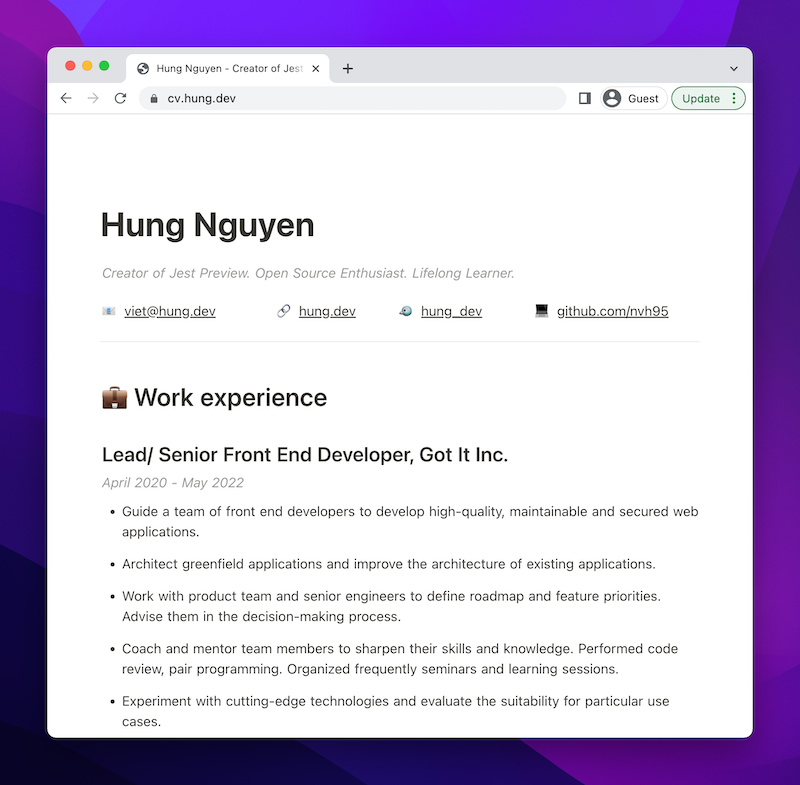 Hung Nguyen - Creator of Jest
cv.hung.dev
Guest
Update
Hung Nguyen
Creator of Jest Preview. Open Source Enthusiast. Lifelong Learner.
viet@hung.dev hung.dev hung_dev github.com/nvh95
Work experience
Lead/ Senior Front End Developer, Got It Inc.
April 2020 - May 2022
• Guide a team of front end developers to develop high-quality, maintainable and secured web
applications.
• Architect greenfield applications and improve the architecture of existing applications.
• Work with product team and senior engineers to define roadmap and feature priorities.
Advise them in the decision-making process.
• Coach and mentor team members to sharpen their skills and knowledge. Performed code
review, pair programming. Organized frequently seminars and learning sessions.
• Experiment with cutting-edge technologies and evaluate the suitability for particular use
cases.